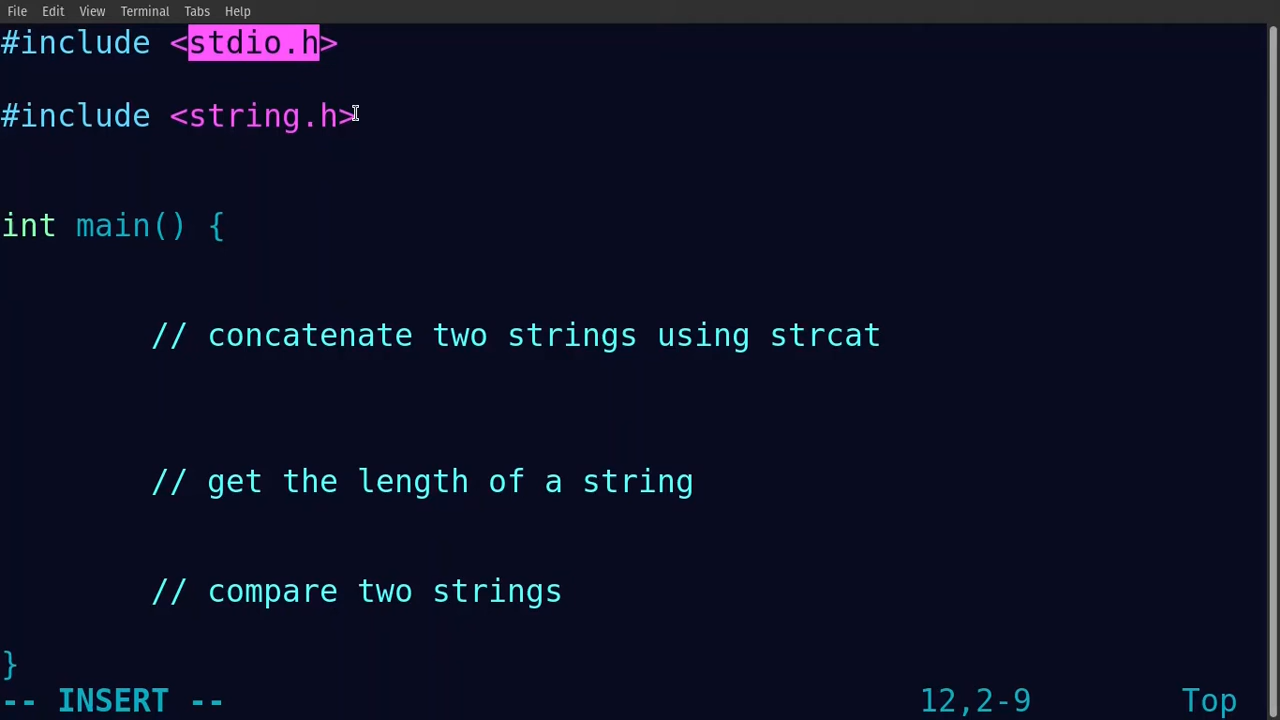 File Edit View Terminal Tabs Help
#include <stdio.h>
#include <string.h>
int main() {
// concatenate two strings using strcat
// get the length of a string
// compare two strings
}
-- INSERT -- 12,2-9 Top